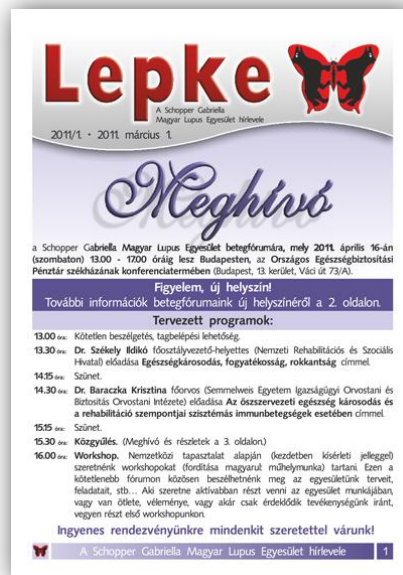 Lepke
A Schopper Gabriella
Magyar Lupus Egyesület hírlevele
2011/1. · 2011. március 1.
Meghívó
a Schopper Gabriella Magyar Lupus Egyesület betegfórumára, mely 2011. április 16-án
(szombaton) 13.00 - 17.00 óráig lesz Budapesten, az Országos Egészségbiztosítási
Pénztár székházának konferenciatermében (Budapest, 13. kerület, Váci út 73/A).
Figyelem, új helyszín!
További információk betegfórumaink új helyszínéről a 2. oldalon.
Tervezett programok:
13.00 óra: Kötetlen beszélgetés, tagbelépési lehetőség.
13.30 óra: Dr. Székely Ildikó főosztályvezető-helyettes (Nemzeti Rehabilitációs és Szociális
Hivatal) előadása Egészségkárosodás, fogyatékosság, rokkantság címmel.
14.15 óra: Szünet.
14.30 óra: Dr. Baraczka Krisztina főorvos (Semmelweis Egyetem Igazságügyi Orvostani és
Biztosítás Orvostani Intézete) előadása Az összszervezeti egészség károsodás és
a rehabilitáció szempontjai szisztémás immunbetegségek esetében címmel.
15.15 óra: Szünet.
15.30 óra: Közgyűlés. (Meghívó és részletek a 3. oldalon.)
16.00 óra: Workshop. Nemzetközi tapasztalat alapján (kezdetben kísérleti jelleggel)
szeretnénk workshopokat (fordítása magyarul: műhelymunka) tartani. Ezen a
kötetlenebb fórumon közösen beszélhetnénk meg az egyesületünk terveit,
feladatait, stb... Aki szeretne aktívabban részt venni az egyesület munkájában,
vagy van ötlete, véleménye, vagy akár csak érdeklődik tevékenységünk iránt,
vegyen részt első workshopunkon.
Ingyenes rendezvényünkre mindenkit szeretettel várunk!
A Schopper Gabriella Magyar Lupus Egyesület hírlevele 1